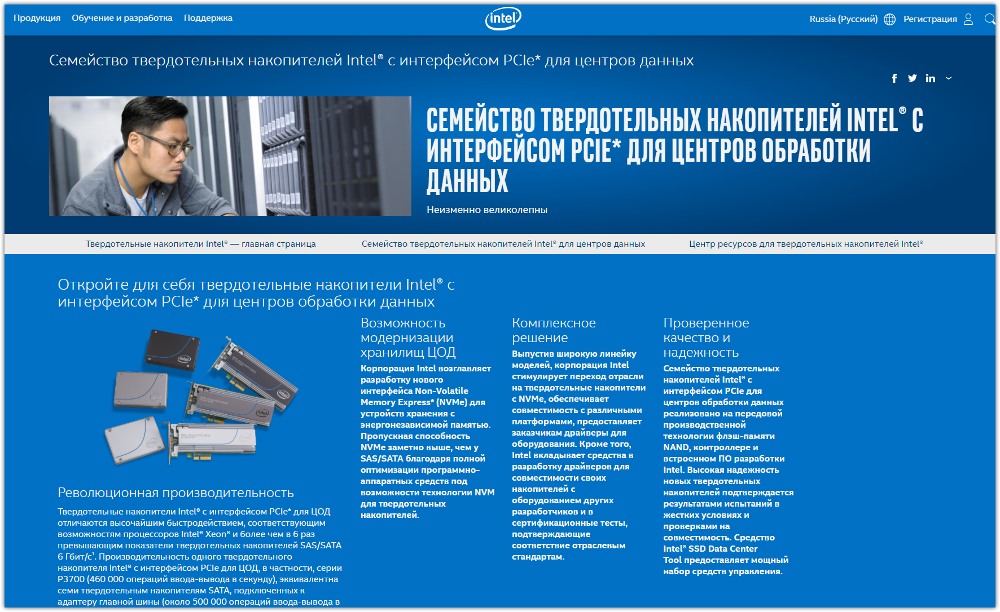 Продукция Обучение и разработка Поддержка
intel
Russia (Русский) Регистрация
Семейство твердотельных накопителей Intel® с интерфейсом PCIe* для центров данных
СЕМЕЙСТВО ТВЕРДОТЕЛЬНЫХ НАКОПИТЕЛЕЙ INTEL® С
ИНТЕРФЕЙСОМ PCIE* ДЛЯ ЦЕНТРОВ ОБРАБОТКИ
ДАННЫХ
Неизменно великолепны
Твердотельные накопители Intel® — главная страница
Семейство твердотельных накопителей Intel® для центров данных
Центр ресурсов для твердотельных накопителей Intel®
Откройте для себя твердотельные накопители Intel® с
интерфейсом PCIe* для центров обработки данных
intel
intel
intel
intel
Революционная производительность
Твердотельные накопители Intel® с интерфейсом PCIe* для ЦОД
отличаются высочайшим быстродействием, соответствующим
возможностям процессоров Intel® Xeon® и более чем в 6 раз
превышающим показатели твердотельных накопителей SAS/SATA
6 Гбит/с¹. Производительность одного твердотельного
накопителя Intel® с интерфейсом PCIe для ЦОД, в частности, серии
P3700 (460 000 операций ввода-вывода в секунду), эквивалентна
семи твердотельным накопителям SATA, подключенных к
адаптеру главной шины (около 500 000 операций ввода-вывода в
Возможность
модернизации
хранилищ ЦОД
Корпорация Intel возглавляет
разработку нового
интерфейса Non-Volatile
Memory Express* (NVMe) для
устройств хранения с
энергонезависимой памятью.
Пропускная способность
NVMe заметно выше, чем у
SAS/SATA благодаря полной
оптимизации программно-
аппаратных средств под
возможности технологии NVM
для твердотельных
накопителей.
Комплексное
решение
Выпустив широкую линейку
моделей, корпорация Intel
стимулирует переход отрасли
на твердотельные накопители
с NVMe, обеспечивает
совместимость с различными
платформами, предоставляет
заказчикам драйверы для
оборудования. Кроме того,
Intel вкладывает средства в
разработку драйверов для
совместимости своих
накопителей с
оборудованием других
разработчиков и в
сертификационные тесты,
подтверждающие
соответствие отраслевым
стандартам.
Проверенное
качество и
надежность
Семейство твердотельных
накопителей Intel® с
интерфейсом PCIe для
центров обработки данных
реализовано на передовой
производственной
технологии флэш-памяти
NAND, контроллере и
встроенном ПО разработки
Intel. Высокая надежность
новых твердотельных
накопителей подтверждается
результатами испытаний в
жестких условиях и
проверками на
совместимость. Средство
Intel® SSD Data Center
Tool предоставляет мощный
набор средств управления.